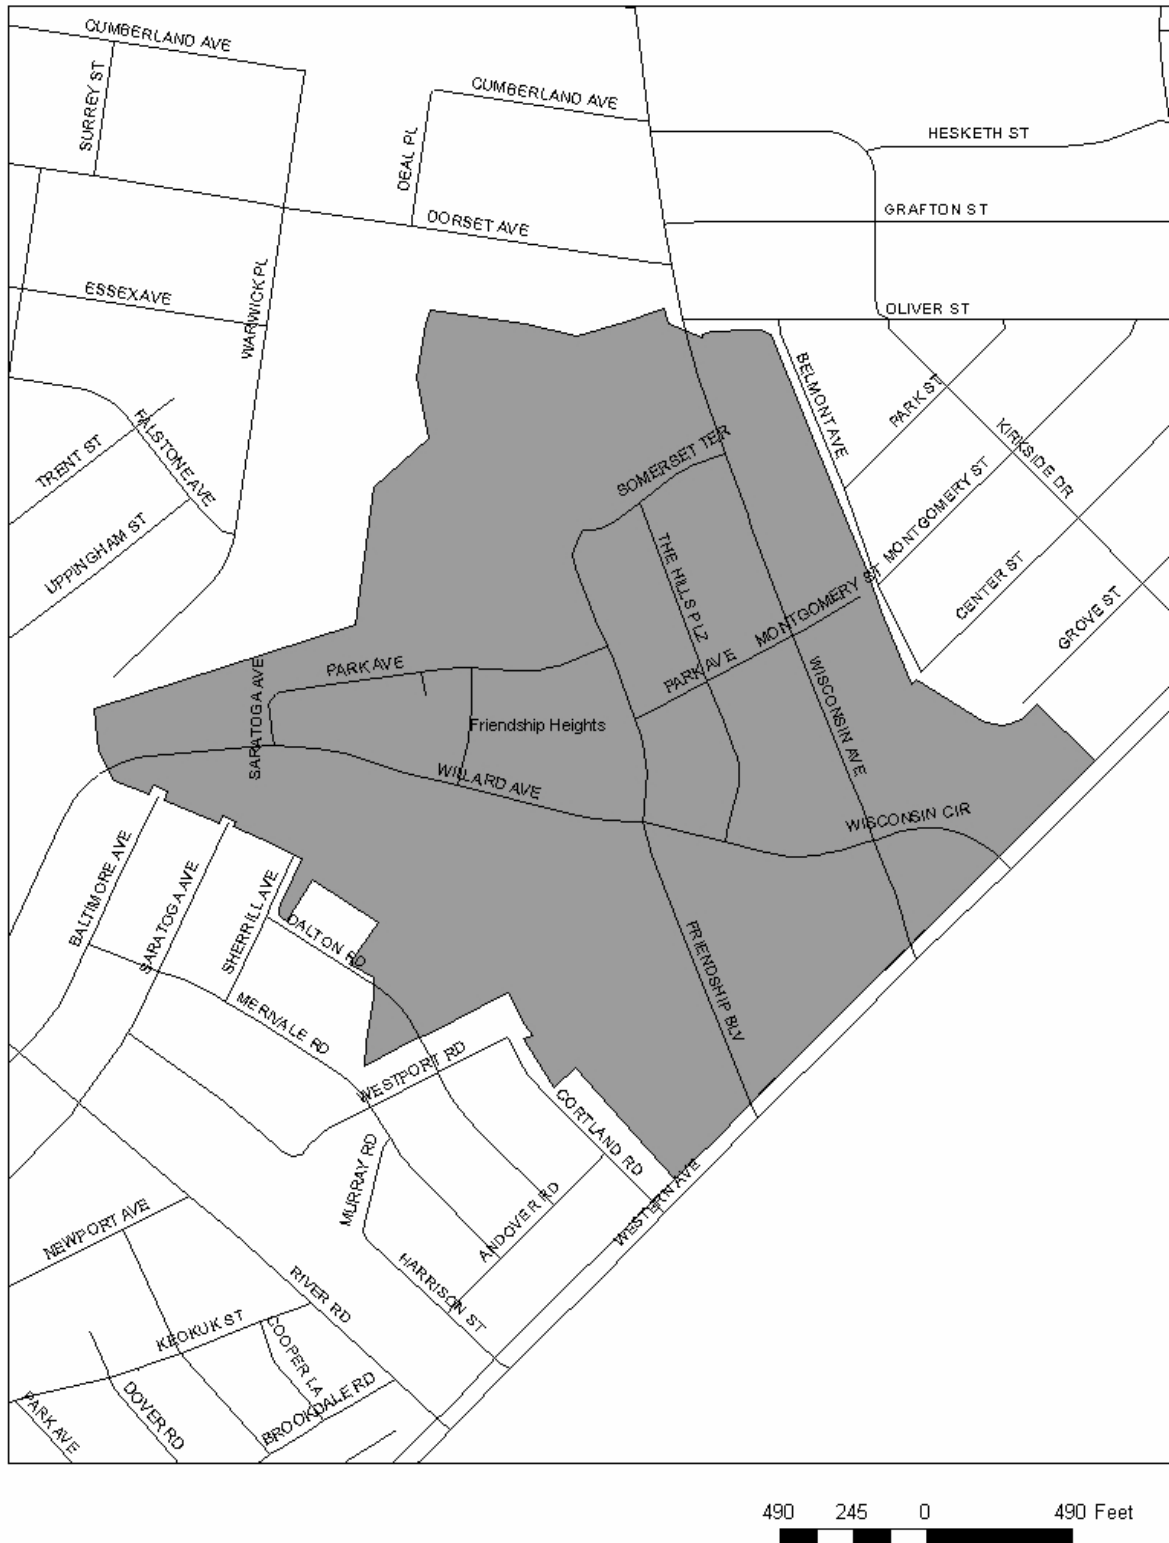 CUMBERLAND AVE
SURREY ST
CUMBERLAND AVE
DEAL PL
HESKETH ST
DORSET AVE
GRAFTON ST
WARWICK PL
ESSEX AVE
OLIVER ST
BELMONT AVE
PARK ST
KIRKSIDE DR
FALSTONE AVE
TRENT ST
SOMERSET TER
MONTGOMERY ST
UPPINGHAM ST
THE HILLS PLZ
MONTGOMERY ST
CENTER ST
GROVE ST
PARK AVE
PARK AVE
SARATOGA AVE
WISCONSIN AVE
Friendship Heights
WILLARD AVE
WISCONSIN CIR
BALTIMORE AVE
SARATOGA AVE
SHERRILL AVE
DALTON RD
FRIENDSHIP BLV
MERIVALE RD
WESTPORT RD
CORTLAND RD
MURRAY RD
WESTERN AVE
ANDOVER RD
NEWPORT AVE
HARRISON ST
RIVER RD
KEOKUK ST
COOPER LA
BROOKDALE RD
DOVER RD
PARK AVE
490 245 0 490 Feet